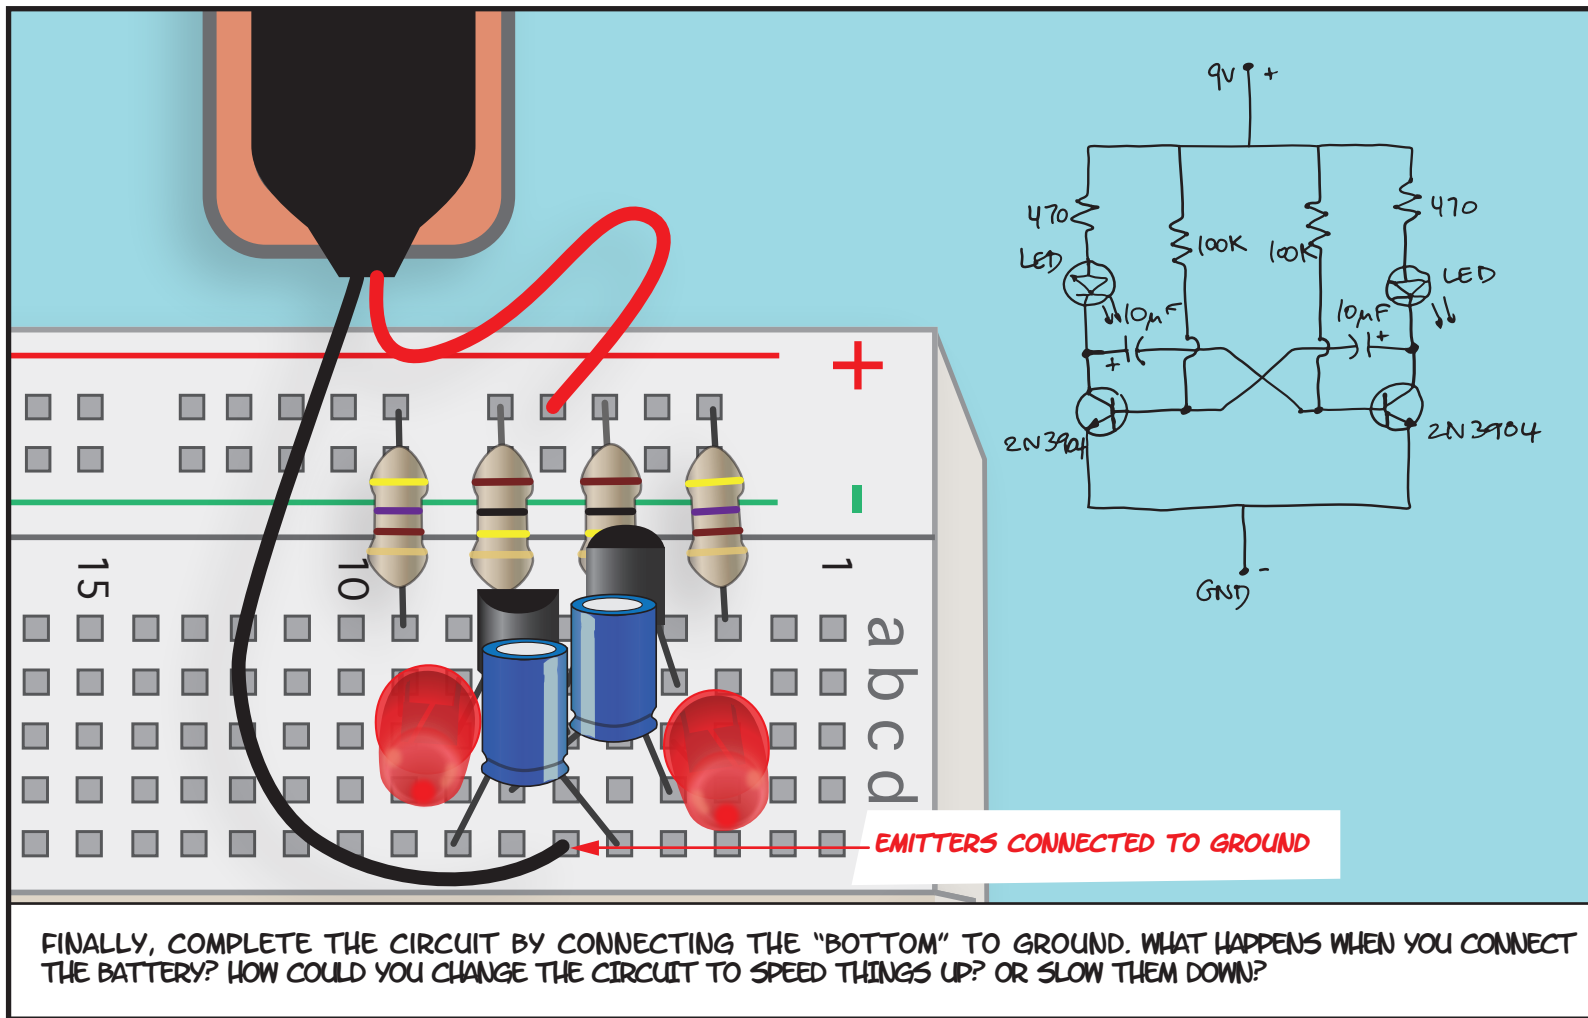 9V +
470
470
100K
100K
LED
LED
10µF
10µF
+
+
2N3904
2N3904
GND -
+
-
15
10
1
a
b
c
d
EMITTERS CONNECTED TO GROUND
FINALLY, COMPLETE THE CIRCUIT BY CONNECTING THE “BOTTOM” TO GROUND. WHAT HAPPENS WHEN YOU CONNECT
THE BATTERY? HOW COULD YOU CHANGE THE CIRCUIT TO SPEED THINGS UP? OR SLOW THEM DOWN?